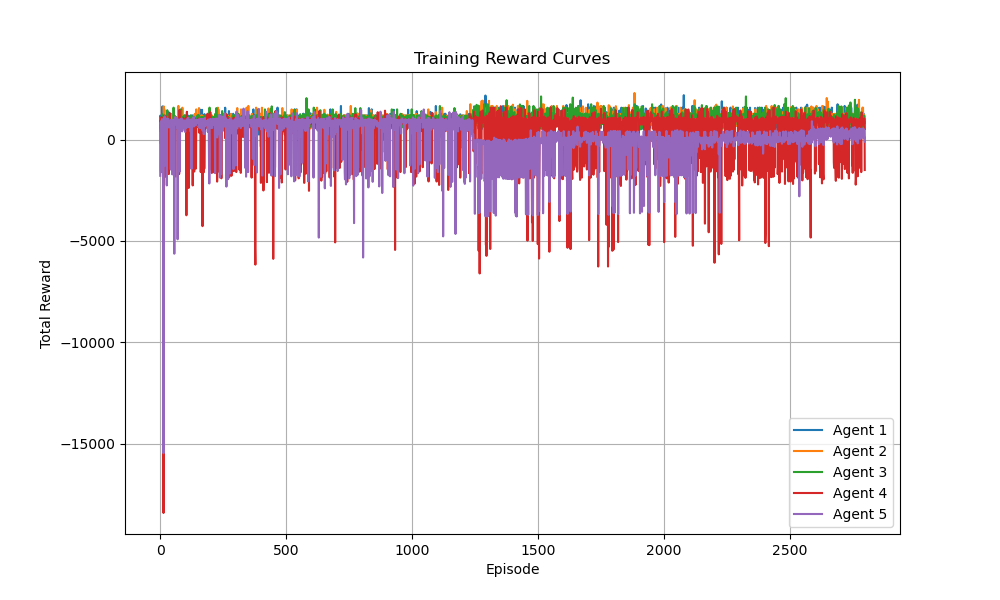 Training Reward Curves
0
−5000
−10000
−15000
Total Reward
0
500
1000
1500
2000
2500
Episode
Agent 1
Agent 2
Agent 3
Agent 4
Agent 5